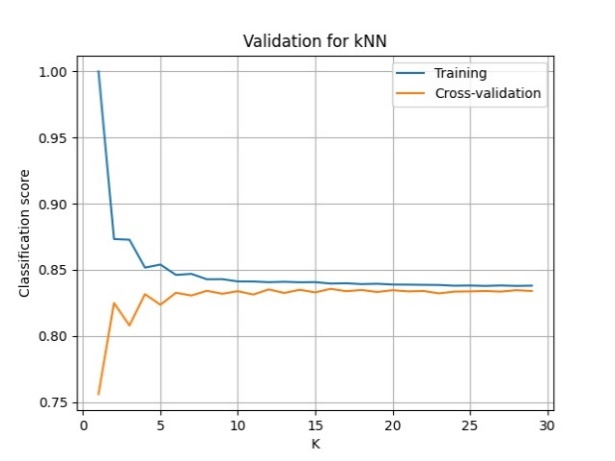 Validation for kNN
1.00
0.95
0.90
0.85
0.80
0.75
Classification score
Training
Cross-validation
0 5 10 15 20 25 30
K